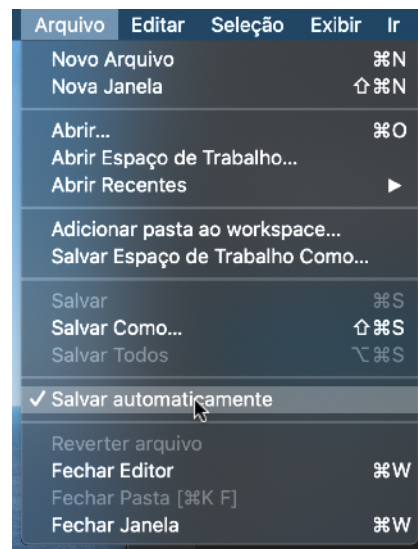 Arquivo Editar Seleção Exibir Ir
Novo Arquivo ⌘N
Nova Janela ⇧⌘N
Abrir... ⌘O
Abrir Espaço de Trabalho...
Abrir Recentes ▶
Adicionar pasta ao workspace...
Salvar Espaço de Trabalho Como...
Salvar ⌘S
Salvar Como... ⇧⌘S
Salvar Todos ⌥⌘S
✓ Salvar automaticamente
Reverter arquivo
Fechar Editor ⌘W
Fechar Pasta [⌘K F]
Fechar Janela ⌘W